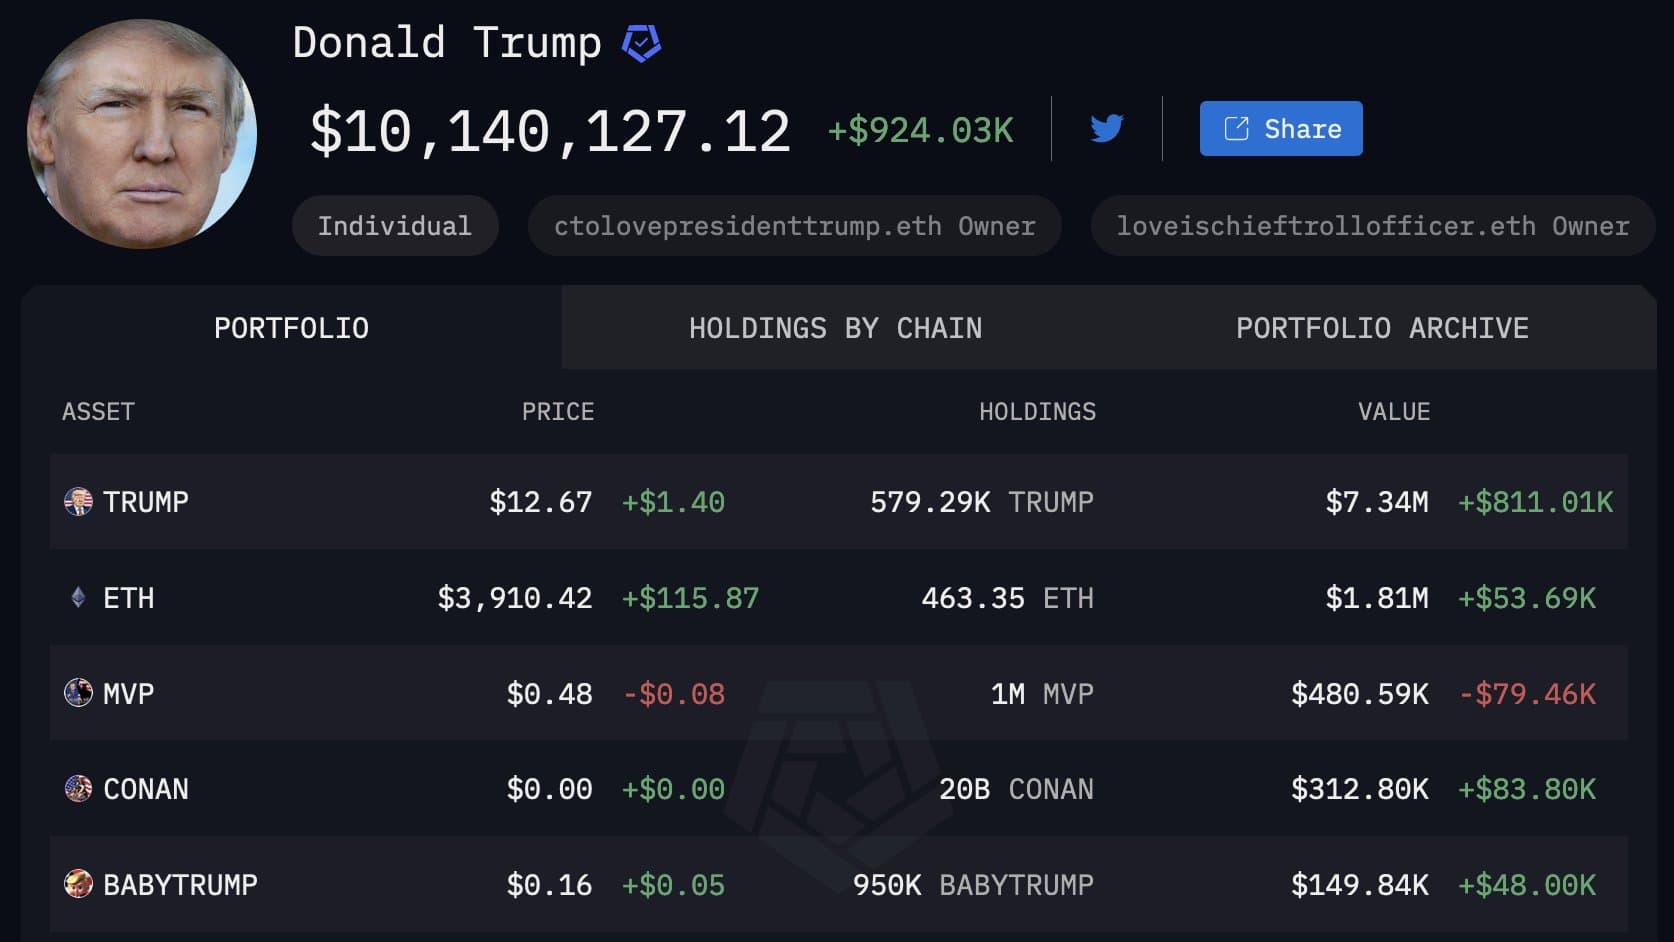 Donald Trump
$10,140,127.12 +$924.03K Share
Individual ctolovepresidenttrump.eth Owner loveischieftrollofficer.eth Owner
PORTFOLIO HOLDINGS BY CHAIN PORTFOLIO ARCHIVE
ASSET PRICE HOLDINGS VALUE
TRUMP $12.67 +$1.40 579.29K TRUMP $7.34M +$811.01K
ETH $3,910.42 +$115.87 463.35 ETH $1.81M +$53.69K
MVP $0.48 -$0.08 1M MVP $480.59K -$79.46K
CONAN $0.00 +$0.00 20B CONAN $312.80K +$83.80K
BABYTRUMP $0.16 +$0.05 950K BABYTRUMP $149.84K +$48.00K